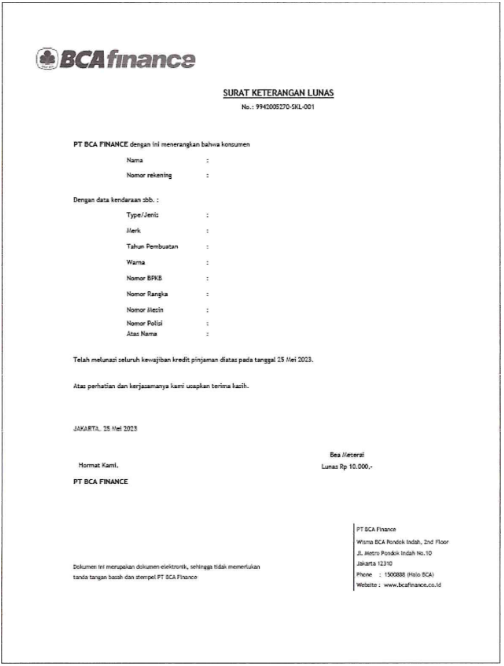 BCA finance
SURAT KETERANGAN LUNAS
No.: 9942005270-SKL-001
PT BCA FINANCE dengan ini menerangkan bahwa konsumen
Nama :
Nomor rekening :
Dengan data kendaraan sbb. :
Type/Jenis :
Merk :
Tahun Pembuatan :
Warna :
Nomor BPKB :
Nomor Rangka :
Nomor Mesin :
Nomor Polisi :
Atas Nama :
Telah melunasi seluruh kewajiban kredit pinjaman diatas pada tanggal 25 Mei 2023.
Atas perhatian dan kerjasamanya kami ucapkan terima kasih.
JAKARTA, 25 Mei 2023
Bea Meterai
Hormat Kami, Lunas Rp 10.000,-
PT BCA FINANCE
PT BCA Finance
Wisma BCA Pondok Indah, 2nd Floor
JL. Metro Pondok Indah No.10
Jakarta 12310
Phone : 1500888 (Halo BCA)
Website : www.bcafinance.co.id
Dokumen ini merupakan dokumen elektronik, sehingga tidak memerlukan
tanda tangan basah dan stempel PT BCA Finance